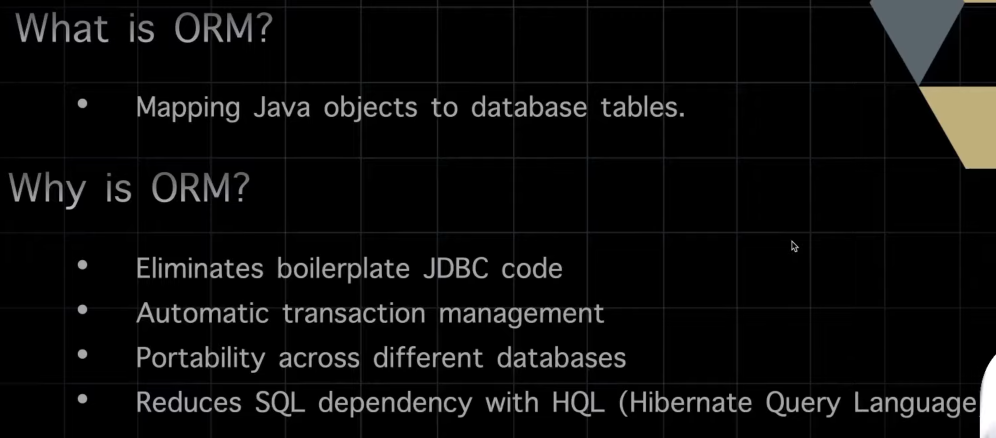 What is ORM?
• Mapping Java objects to database tables.
Why is ORM?
• Eliminates boilerplate JDBC code
• Automatic transaction management
• Portability across different databases
• Reduces SQL dependency with HQL (Hibernate Query Language